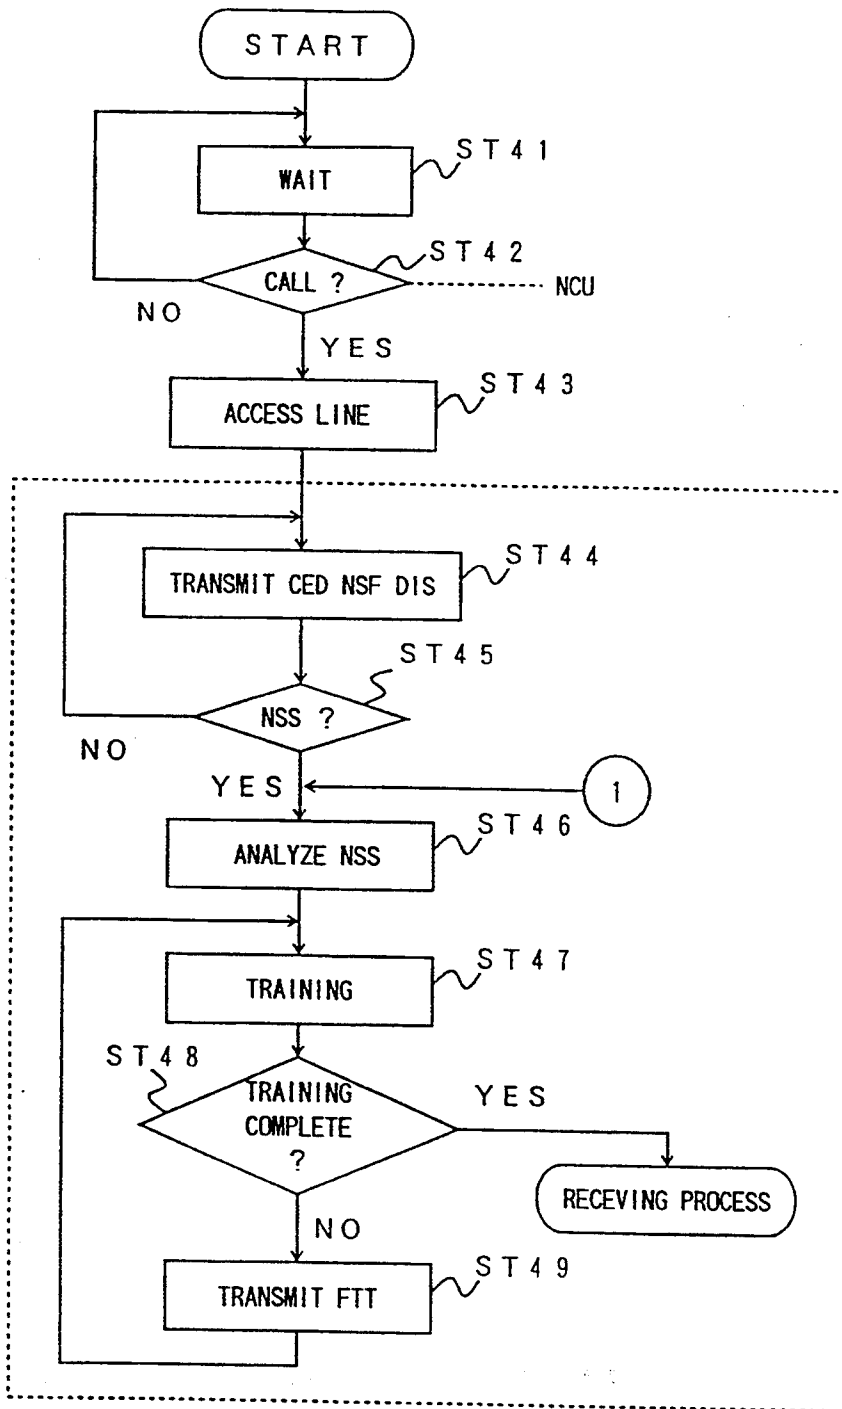 START
ST41
WAIT
ST42
CALL ?
NCU
NO
YES
ST43
ACCESS LINE
ST44
TRANSMIT CED NSF DIS
ST45
NSS ?
NO
YES
1
ST46
ANALYZE NSS
ST47
TRAINING
ST48
TRAINING
COMPLETE
?
YES
RECEVING PROCESS
NO
ST49
TRANSMIT FTT